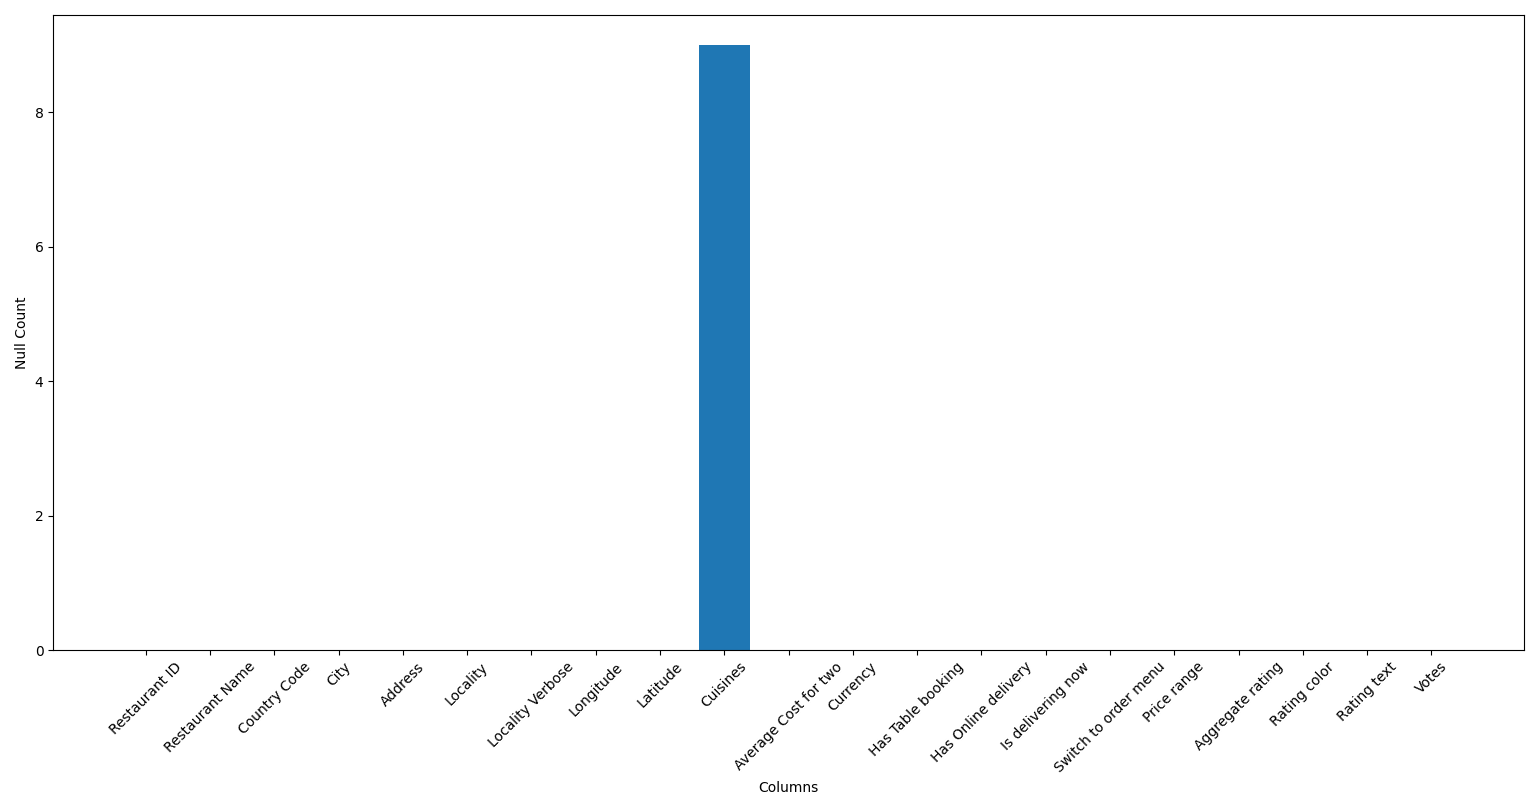 8
6
4
2
0
Null Count
Restaurant ID
Restaurant Name
Country Code
City
Address
Locality
Locality Verbose
Longitude
Latitude
Cuisines
Average Cost for two
Currency
Has Table booking
Has Online delivery
Is delivering now
Switch to order menu
Price range
Aggregate rating
Rating color
Rating text
Votes
Columns